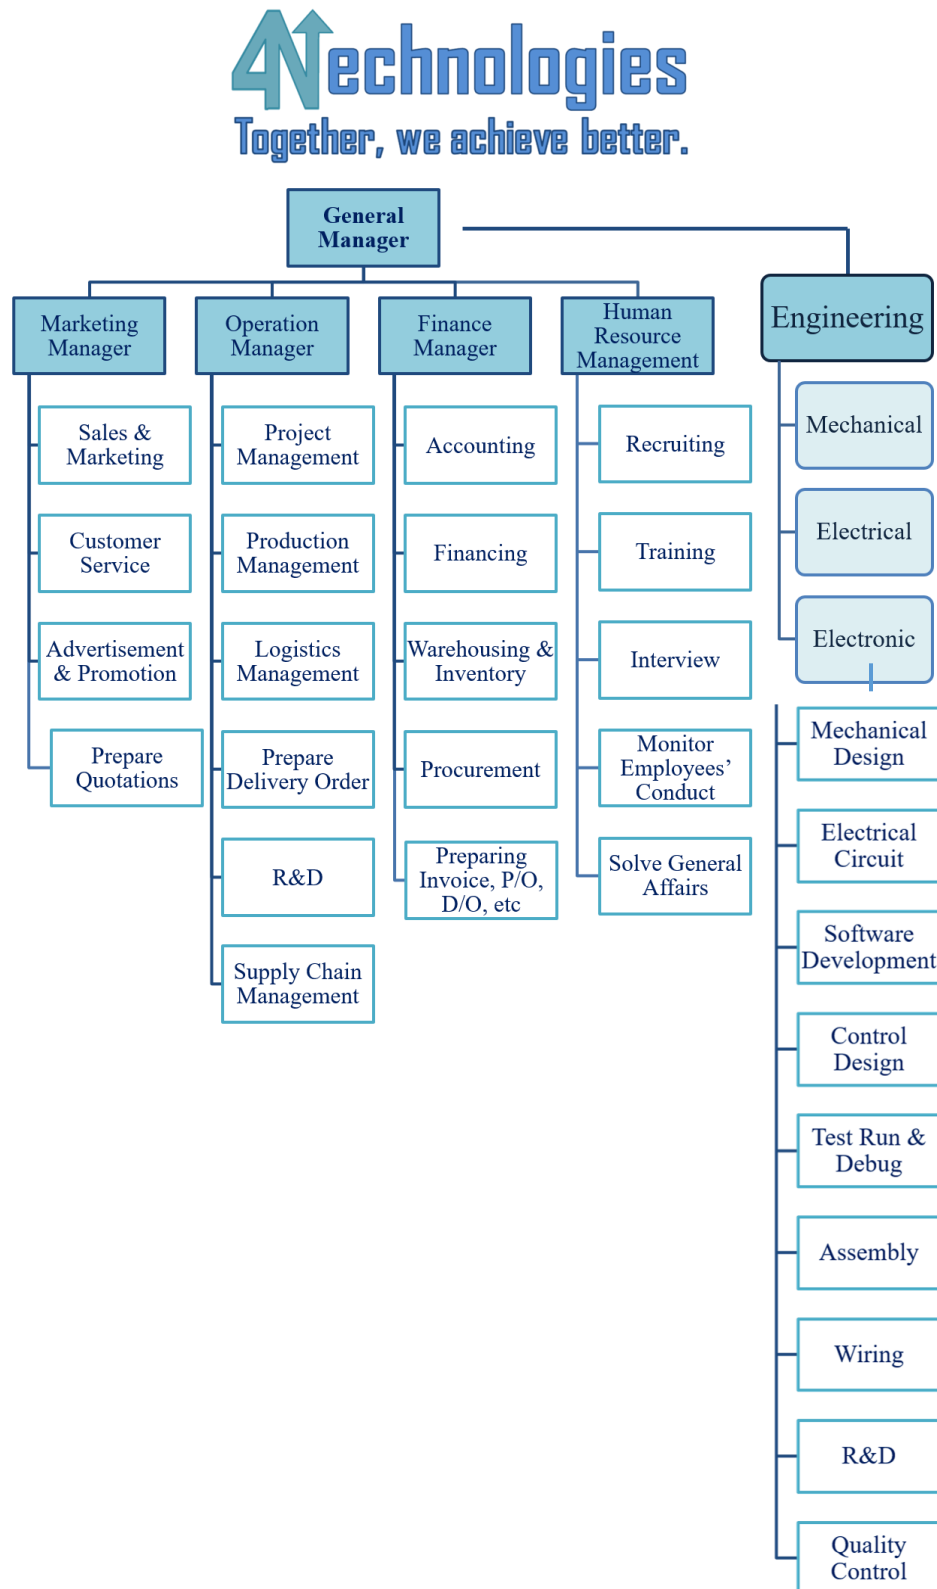 4Technologies
Together, we achieve better.
General
Manager
Marketing
Manager
Operation
Manager
Finance
Manager
Human
Resource
Management
Engineering
Sales &
Marketing
Customer
Service
Advertisement
& Promotion
Prepare
Quotations
Project
Management
Production
Management
Logistics
Management
Prepare
Delivery Order
R&D
Supply Chain
Management
Accounting
Financing
Warehousing &
Inventory
Procurement
Preparing
Invoice, P/O,
D/O, etc
Recruiting
Training
Interview
Monitor
Employees’
Conduct
Solve General
Affairs
Mechanical
Electrical
Electronic
Mechanical
Design
Electrical
Circuit
Software
Development
Control
Design
Test Run &
Debug
Assembly
Wiring
R&D
Quality
Control